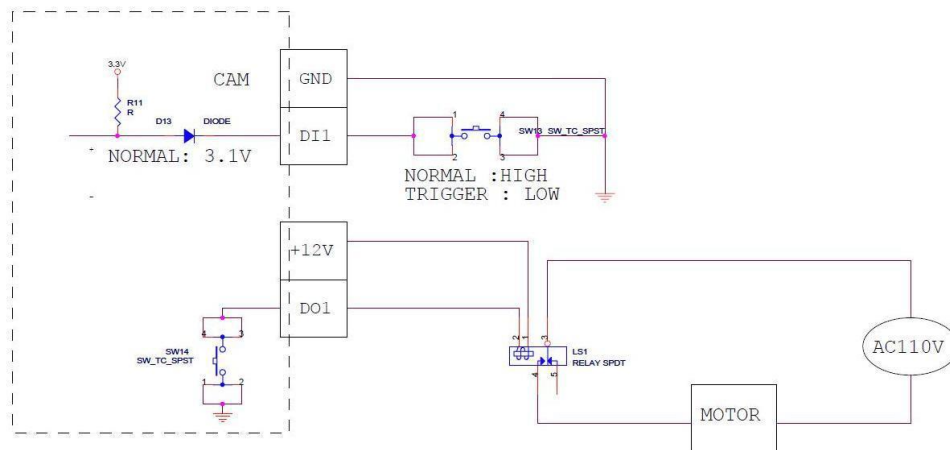 3.3V
CAM
GND
R11
R
D13 DIODE
DI1
1
4
SW13 SW_TC_SPST
2
3
NORMAL: 3.1V
NORMAL :HIGH
TRIGGER : LOW
+12V
DO1
4
3
SW14
SW_TC_SPST
1
2
2
1
3
LS1
RELAY SPDT
4
5
AC110V
MOTOR